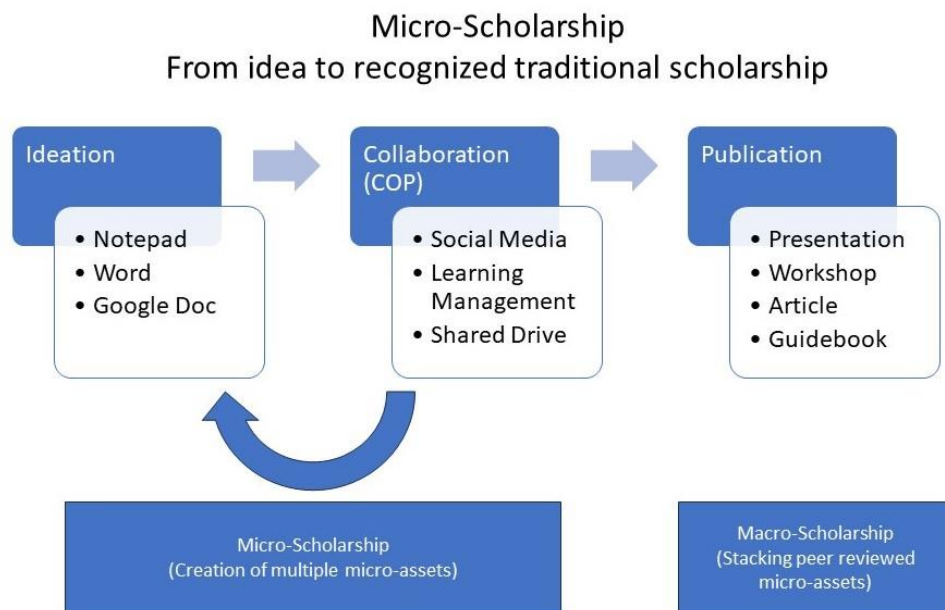 Micro-Scholarship
From idea to recognized traditional scholarship
Ideation
• Notepad
• Word
• Google Doc
Collaboration
(COP)
• Social Media
• Learning
Management
• Shared Drive
Publication
• Presentation
• Workshop
• Article
• Guidebook
Micro-Scholarship
(Creation of multiple micro-assets)
Macro-Scholarship
(Stacking peer reviewed
micro-assets)